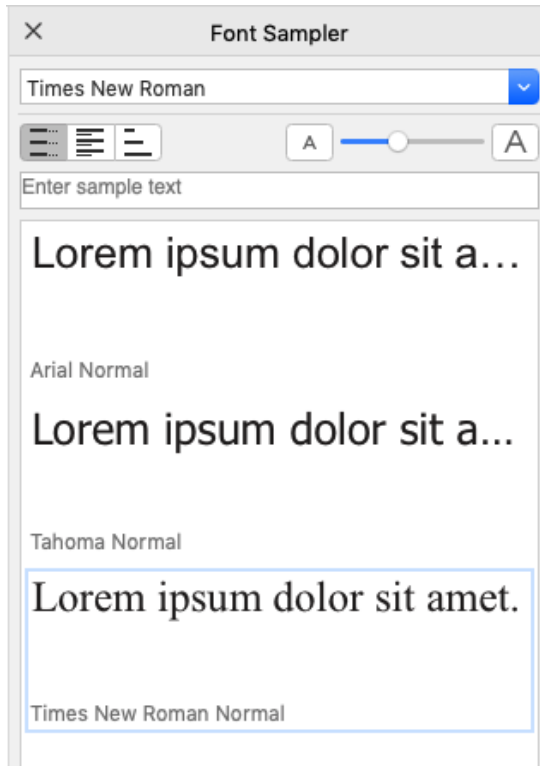 Font Sampler
Times New Roman
A A
Enter sample text
Lorem ipsum dolor sit a...
Arial Normal
Lorem ipsum dolor sit a...
Tahoma Normal
Lorem ipsum dolor sit amet.
Times New Roman Normal